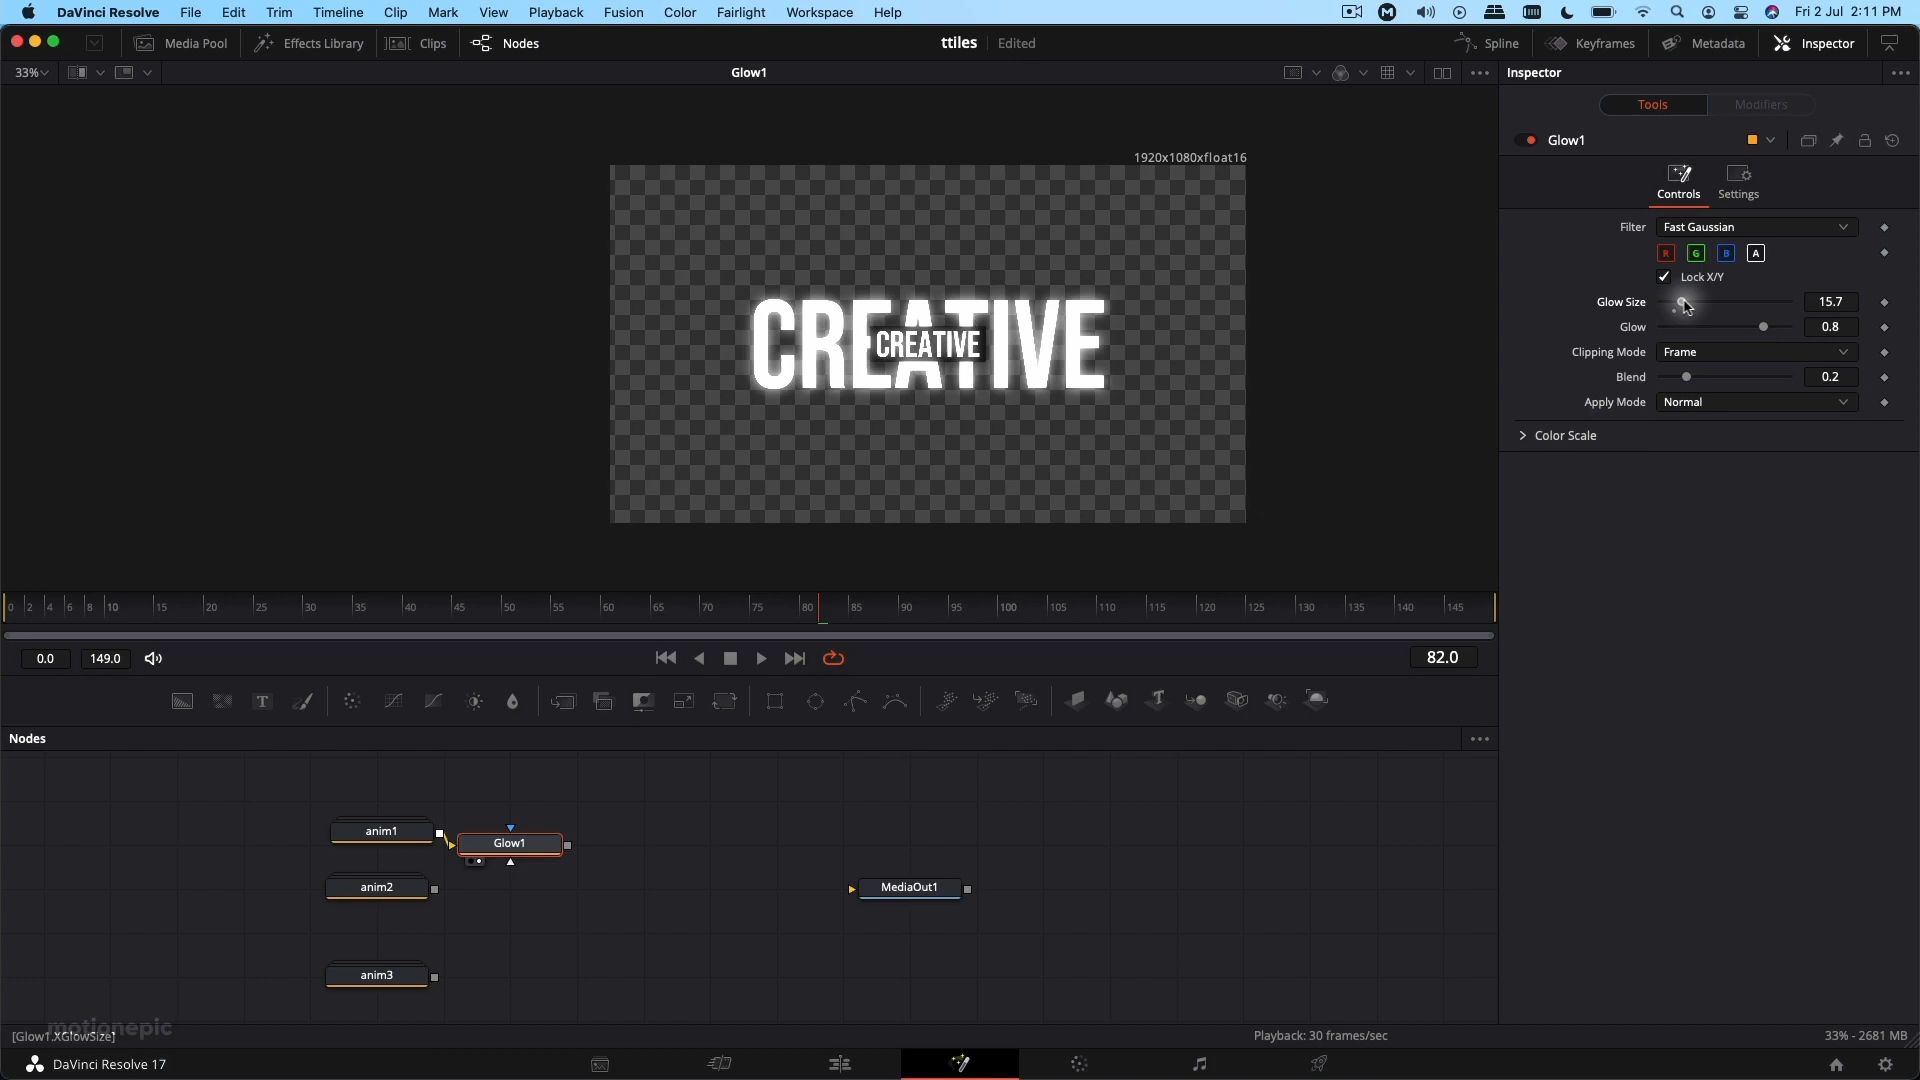 DaVinci Resolve File Edit Trim Timeline Clip Mark View Playback Fusion Color Fairlight Workspace Help Fri 2 Jul 2:11 PM
Media Pool Effects Library Clips Nodes ttiles Edited Spline Keyframes Metadata Inspector
33% Glow1 Inspector
Tools Modifiers
Glow1
1920x1080xfloat16
Controls Settings
Filter Fast Gaussian
R G B A
Lock X/Y
Glow Size 15.7
Glow 0.8
Clipping Mode Frame
Blend 0.2
Apply Mode Normal
Color Scale
CREATIVE
CREATIVE
0 2 4 6 8 10 15 20 25 30 35 40 45 50 55 60 65 70 75 80 85 90 95 100 105 110 115 120 125 130 135 140 145
0.0 149.0 82.0
T
Nodes
anim1
Glow1
anim2
MediaOut1
anim3
motionepic
[Glow1.XGlowSize] Playback: 30 frames/sec 33% - 2681 MB
DaVinci Resolve 17